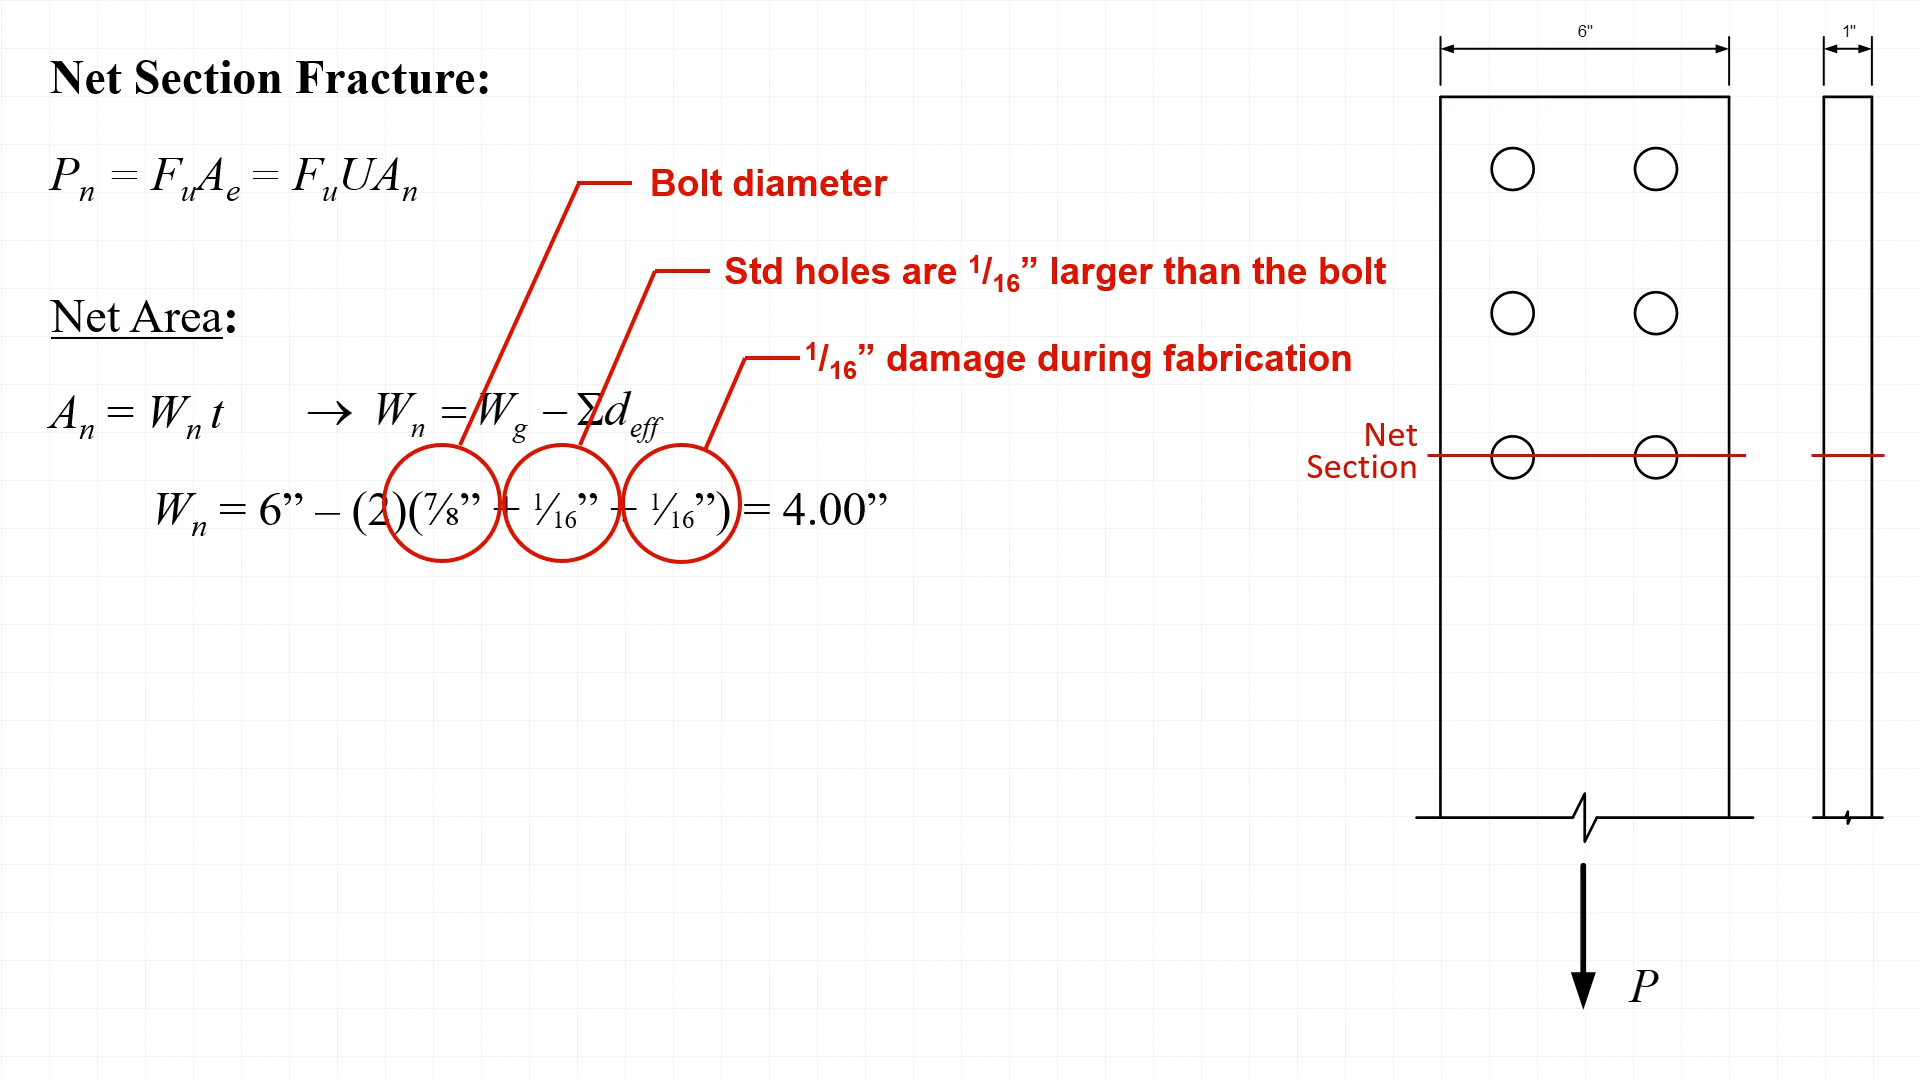 Net Section Fracture:
Pn = FuAe = FuUAn
Bolt diameter
Std holes are 1/16” larger than the bolt
1/16” damage during fabrication
Net Area:
An = Wn t → Wn = Wg – Σdeff
Wn = 6” – (2)(⅞” + 1⁄16” + 1⁄16”) = 4.00”
6"
1"
Net
Section
P